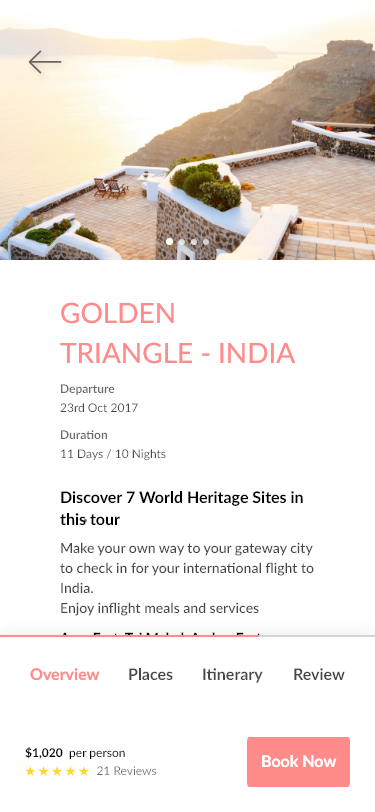 GOLDEN
TRIANGLE - INDIA
Departure
23rd Oct 2017
Duration
11 Days / 10 Nights
Discover 7 World Heritage Sites in
this tour
Make your own way to your gateway city
to check in for your international flight to
India.
Enjoy inflight meals and services
Overview Places Itinerary Review
$1,020 per person
21 Reviews
Book Now